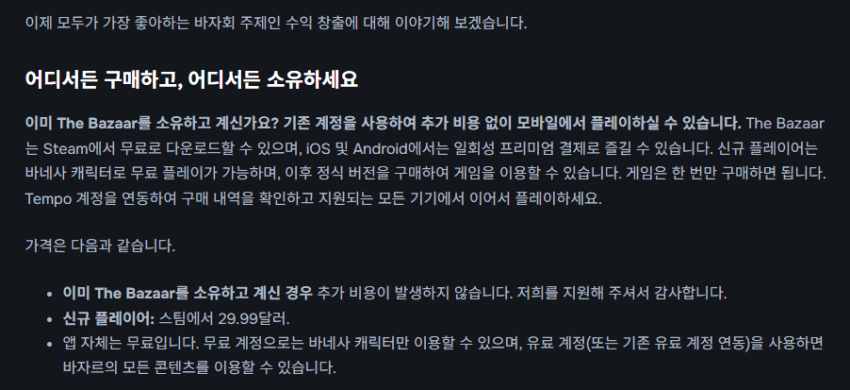 이제 모두가 가장 좋아하는 바자회 주제인 수익 창출에 대해 이야기해 보겠습니다.
어디서든 구매하고, 어디서든 소유하세요
이미 The Bazaar를 소유하고 계신가요? 기존 계정을 사용하여 추가 비용 없이 모바일에서 플레이하실 수 있습니다. The Bazaar
는 Steam에서 무료로 다운로드할 수 있으며, iOS 및 Android에서는 일회성 프리미엄 결제로 즐길 수 있습니다. 신규 플레이어는
바네사 캐릭터로 무료 플레이가 가능하며, 이후 정식 버전을 구매하여 게임을 이용할 수 있습니다. 게임은 한 번만 구매하면 됩니다.
Tempo 계정을 연동하여 구매 내역을 확인하고 지원되는 모든 기기에서 이어서 플레이하세요.
가격은 다음과 같습니다.
• 이미 The Bazaar를 소유하고 계신 경우 추가 비용이 발생하지 않습니다. 저희를 지원해 주셔서 감사합니다.
• 신규 플레이어: 스팀에서 29.99달러.
• 앱 자체는 무료입니다. 무료 계정으로는 바네사 캐릭터만 이용할 수 있으며, 유료 계정(또는 기존 유료 계정 연동)을 사용하면
바자르의 모든 콘텐츠를 이용할 수 있습니다.